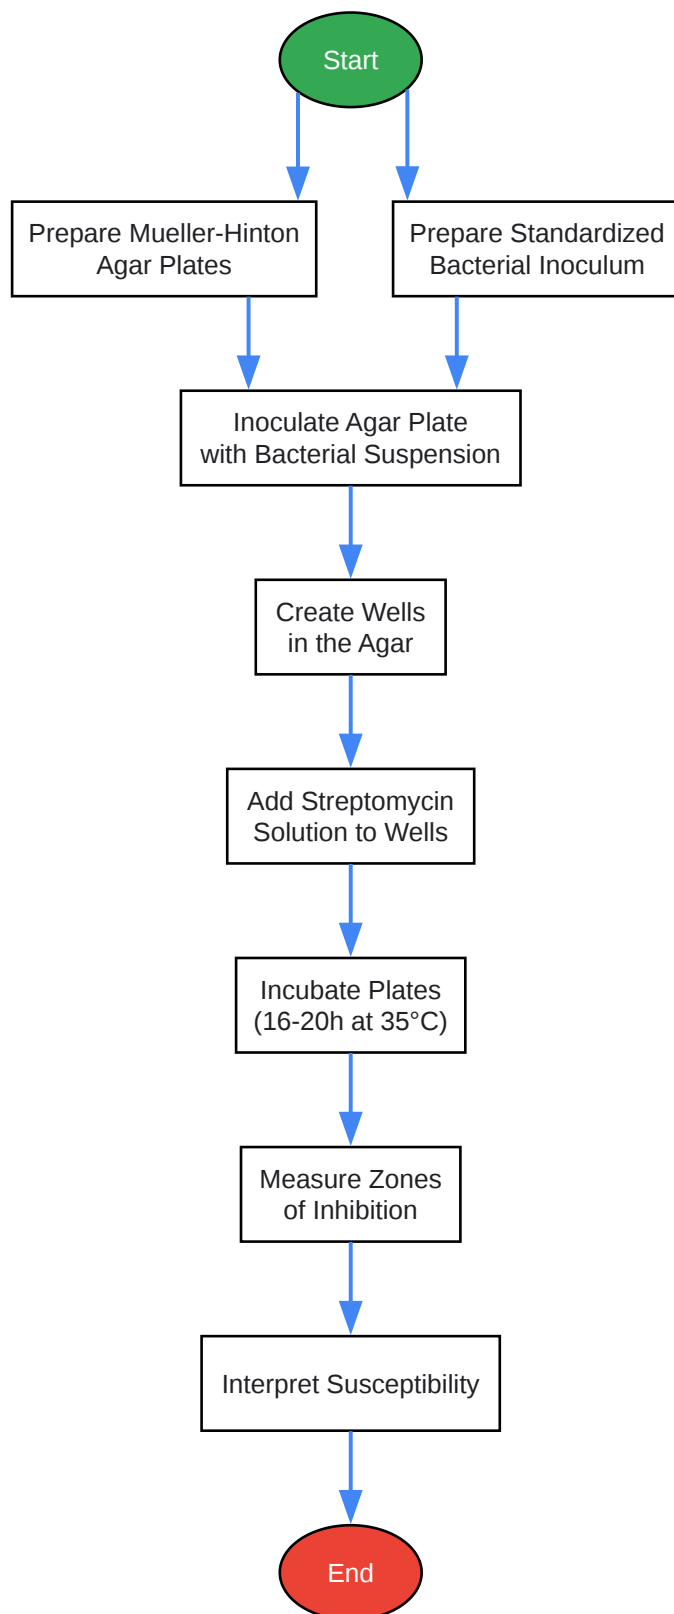 Start
Prepare Mueller-Hinton
Agar Plates
Prepare Standardized
Bacterial Inoculum
Inoculate Agar Plate
with Bacterial Suspension
Create Wells
in the Agar
Add Streptomycin
Solution to Wells
Incubate Plates
(16-20h at 35°C)
Measure Zones
of Inhibition
Interpret Susceptibility
End